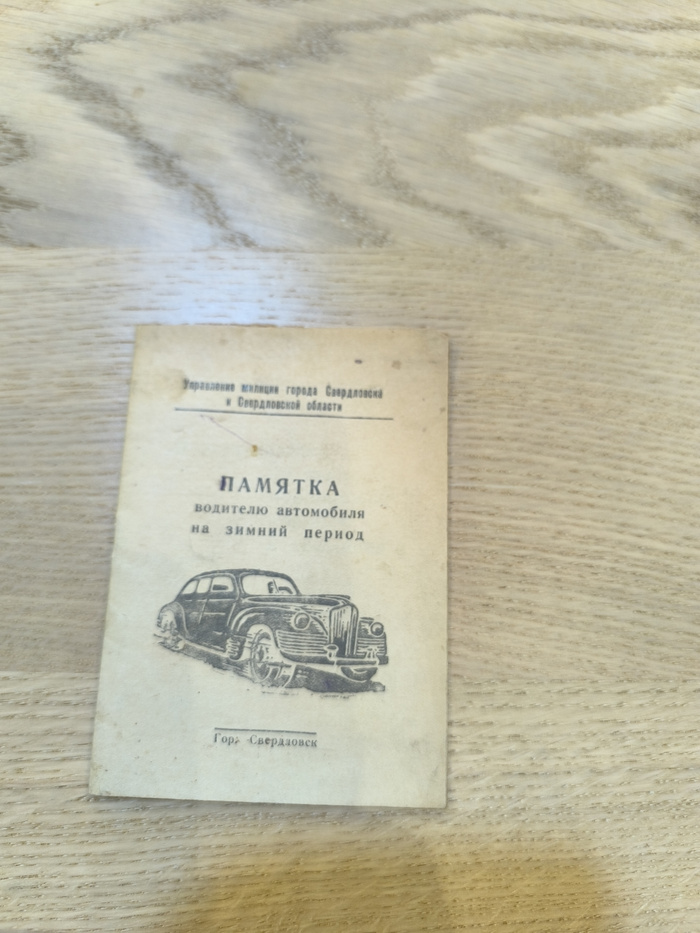 Управление милиции города Свердловска
и Свердловской области
ПАМЯТКА
водителю автомобиля
на зимний период
Гор. Свердловск